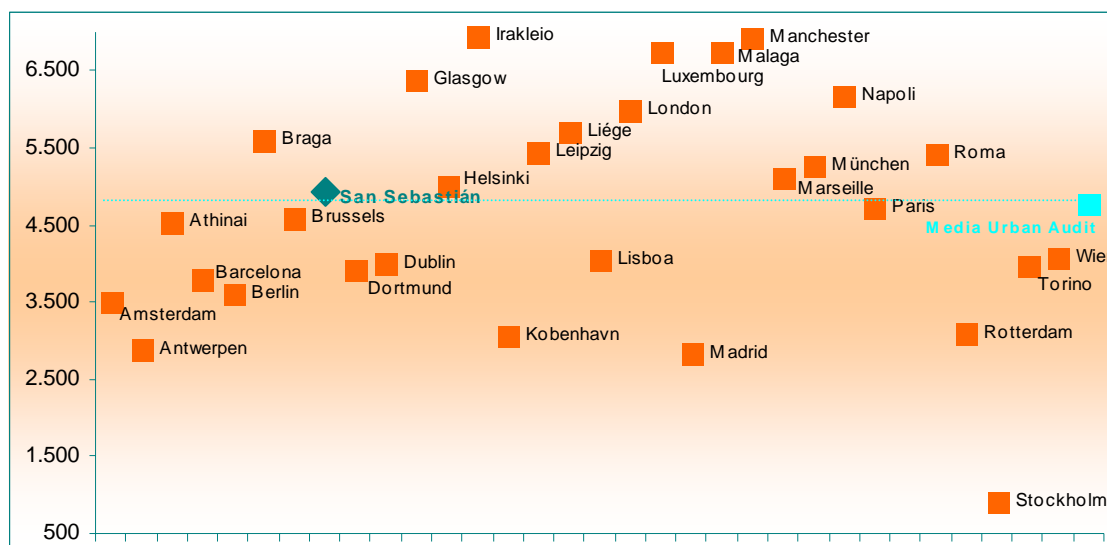 Irakleio
Manchester
Malaga
6.500
Luxembourg
Glasgow
Napoli
London
5.500
Braga
Liége
Leipzig
Roma
München
Helsinki
Marseille
San Sebastián
4.500
Athinai
Brussels
Paris
Media Urban Audit
Dublin
Lisboa
Wie
Barcelona
Dortmund
Torino
Berlin
3.500
Amsterdam
Kobenhavn
Rotterdam
Antwerpen
Madrid
2.500
1.500
Stockholm
500